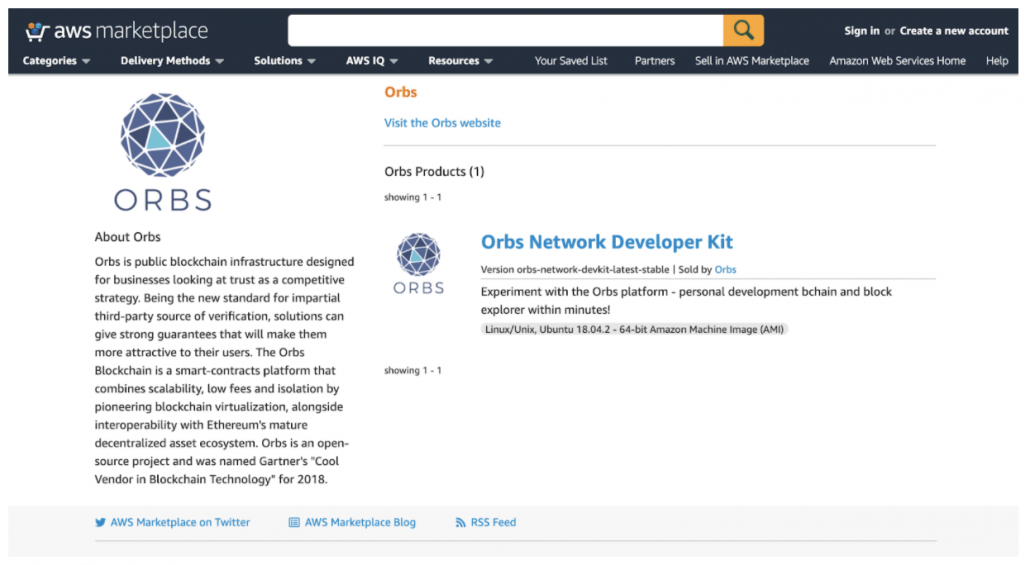 aws marketplace
Sign in or Create a new account
Categories Delivery Methods Solutions AWS IQ Resources Your Saved List Partners Sell in AWS Marketplace Amazon Web Services Home Help
ORBS
About Orbs
Orbs is public blockchain infrastructure designed
for businesses looking at trust as a competitive
strategy. Being the new standard for impartial
third-party source of verification, solutions can
give strong guarantees that will make them
more attractive to their users. The Orbs
Blockchain is a smart-contracts platform that
combines scalability, low fees and isolation by
pioneering blockchain virtualization, alongside
interoperability with Ethereum's mature
decentralized asset ecosystem. Orbs is an open-
source project and was named Gartner's "Cool
Vendor in Blockchain Technology" for 2018.
Orbs
Visit the Orbs website
Orbs Products (1)
showing 1 - 1
ORBS
Orbs Network Developer Kit
Version orbs-network-devkit-latest-stable | Sold by Orbs
Experiment with the Orbs platform - personal development bchain and block
explorer within minutes!
Linux/Unix, Ubuntu 18.04.2 - 64-bit Amazon Machine Image (AMI)
showing 1 - 1
AWS Marketplace on Twitter AWS Marketplace Blog RSS Feed